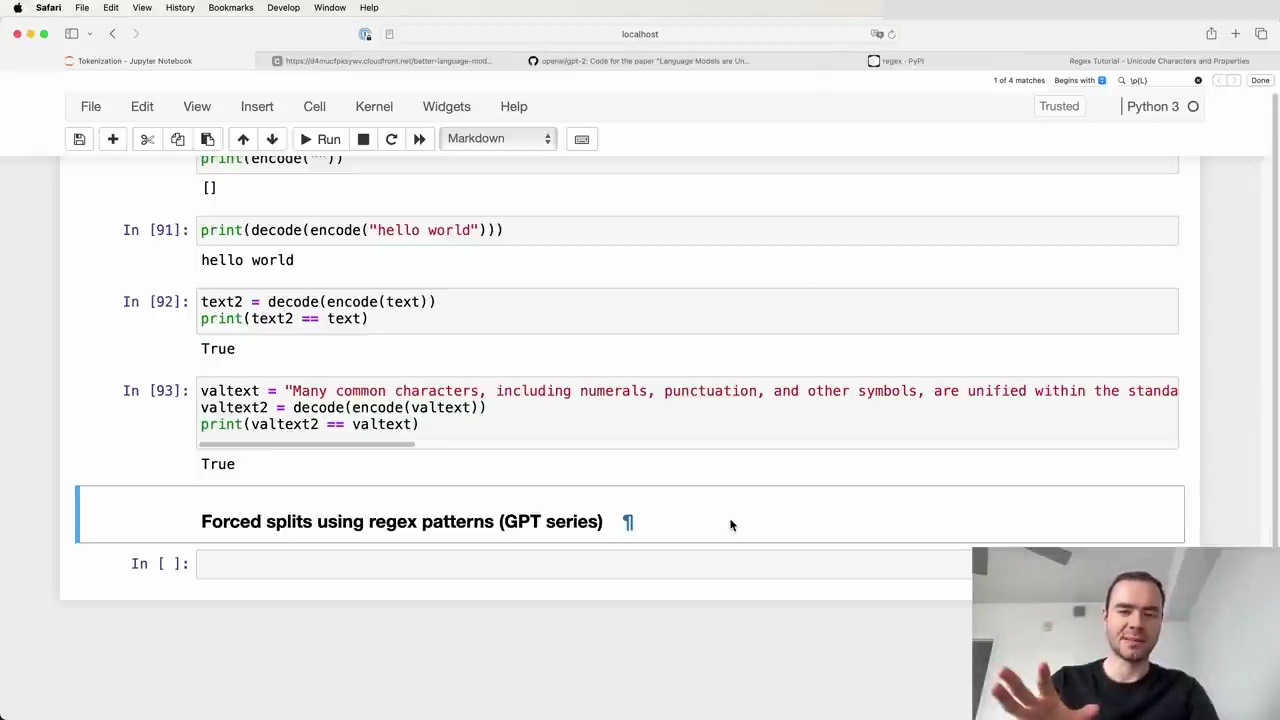 Safari File Edit View History Bookmarks Develop Window Help
localhost
Tokenization - Jupyter Notebook
https://d4mucfpksywv.cloudfront.net/better-language-mod...
openai/gpt-2: Code for the paper "Language Models are Un...
regex · PyPI
Regex Tutorial - Unicode Characters and Properties
1 of 4 matches Begins with \p{L} Done
File Edit View Insert Cell Kernel Widgets Help Trusted Python 3
Run Markdown
print(encode(""))
[]
In [91]: print(decode(encode("hello world")))
hello world
In [92]: text2 = decode(encode(text))
print(text2 == text)
True
In [93]: valtext = "Many common characters, including numerals, punctuation, and other symbols, are unified within the standa
valtext2 = decode(encode(valtext))
print(valtext2 == valtext)
True
Forced splits using regex patterns (GPT series) ¶
In [ ]: